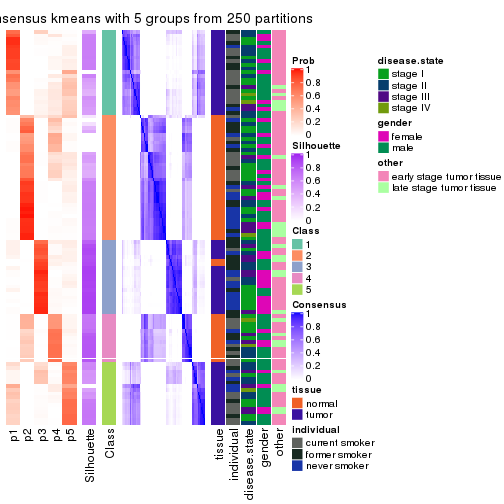 nsensus kmeans with 5 groups from 250 partitions
p1
p2
p3
p4
p5
Silhouette
Class
tissue
individual
disease.state
gender
other
Prob
1
0.8
0.6
0.4
0.2
0
Silhouette
1
0.8
0.6
0.4
0.2
0
Class
1
2
3
4
5
Consensus
1
0.8
0.6
0.4
0.2
0
tissue
normal
tumor
individual
current smoker
former smoker
never smoker
disease.state
stage I
stage II
stage III
stage IV
gender
female
male
other
early stage tumor tissue
late stage tumor tissue